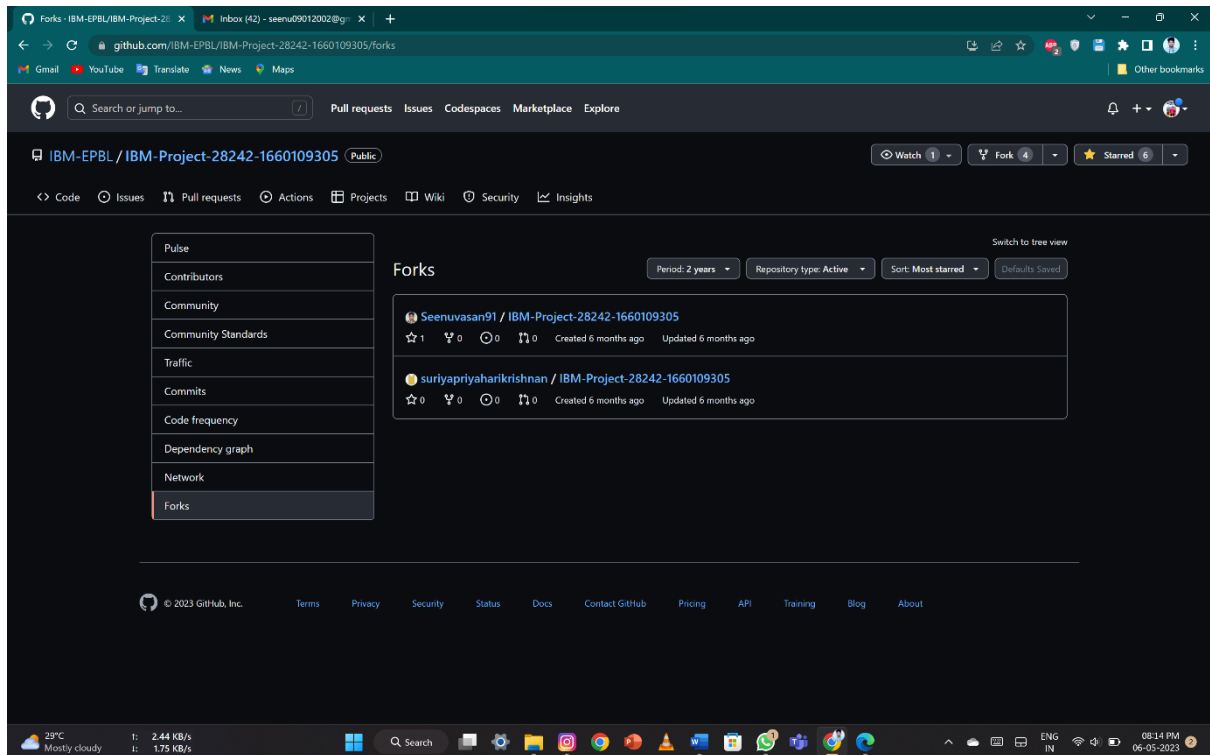 Forks · IBM-EPBL/IBM-Project-28 Inbox (42) - seenu09012002@gm
github.com/IBM-EPBL/IBM-Project-28242-1660109305/forks
Gmail YouTube Translate News Maps Other bookmarks
Search or jump to... / Pull requests Issues Codespaces Marketplace Explore
IBM-EPBL / IBM-Project-28242-1660109305 Public Watch 1 Fork 4 Starred 6
Code Issues Pull requests Actions Projects Wiki Security Insights
Pulse
Contributors
Community
Community Standards
Traffic
Commits
Code frequency
Dependency graph
Network
Forks
Switch to tree view
Forks Period: 2 years Repository type: Active Sort: Most starred Defaults Saved
Seenuvasan91 / IBM-Project-28242-1660109305
1 0 0 0 Created 6 months ago Updated 6 months ago
suriyapriyaharikrishnan / IBM-Project-28242-1660109305
0 0 0 0 Created 6 months ago Updated 6 months ago
© 2023 GitHub, Inc. Terms Privacy Security Status Docs Contact GitHub Pricing API Training Blog About
29°C
Mostly cloudy
2.44 KB/s
1.75 KB/s
Search
ENG
IN
08:14 PM
06-05-2023
2